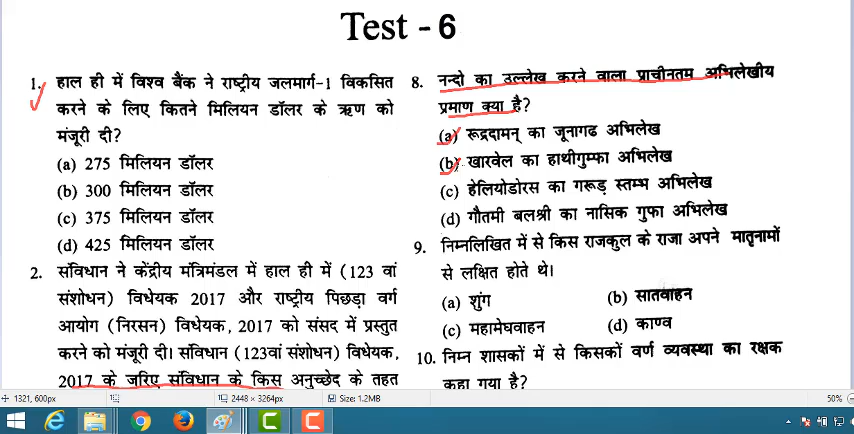 Test - 6
1. हाल ही में विश्व बैंक ने राष्ट्रीय जलमार्ग-1 विकसित
करने के लिए कितने मिलियन डॉलर के ऋण को
मंजूरी दी?
(a) 275 मिलियन डॉलर
(b) 300 मिलियन डॉलर
(c) 375 मिलियन डॉलर
(d) 425 मिलियन डॉलर
2. संविधान ने केंद्रीय मंत्रिमंडल में हाल ही में (123 वां
संशोधन) विधेयक 2017 और राष्ट्रीय पिछड़ा वर्ग
आयोग (निरसन) विधेयक, 2017 को संसद में प्रस्तुत
करने को मंजूरी दी। संविधान (123वां संशोधन) विधेयक,
2017 के जरिए संविधान के किस अनुच्छेद के तहत
8. नन्दो का उल्लेख करने वाला प्राचीनतम अभिलेखीय
प्रमाण क्या है?
(a) रूद्रदामन् का जूनागढ अभिलेख
(b) खारवेल का हाथीगुम्फा अभिलेख
(c) हेलियोडोरस का गरूड़ स्तम्भ अभिलेख
(d) गौतमी बलश्री का नासिक गुफा अभिलेख
9. निम्नलिखित में से किस राजकुल के राजा अपने मातृनामों
से लक्षित होते थे।
(a) शुंग (b) सातवाहन
(c) महामेघवाहन (d) काण्व
10. निम्न शासकों में से किसकों वर्ण व्यवस्था का रक्षक
कहा गया है?
1321, 600px 2448 × 3264px Size: 1.2MB 50%